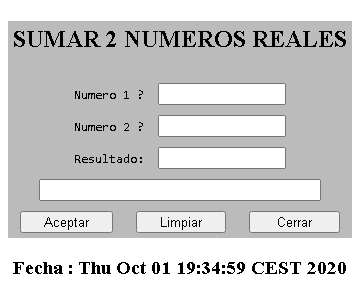 SUMAR 2 NUMEROS REALES
Numero 1 ?
Numero 2 ?
Resultado:
Aceptar Limpiar Cerrar
Fecha : Thu Oct 01 19:34:59 CEST 2020